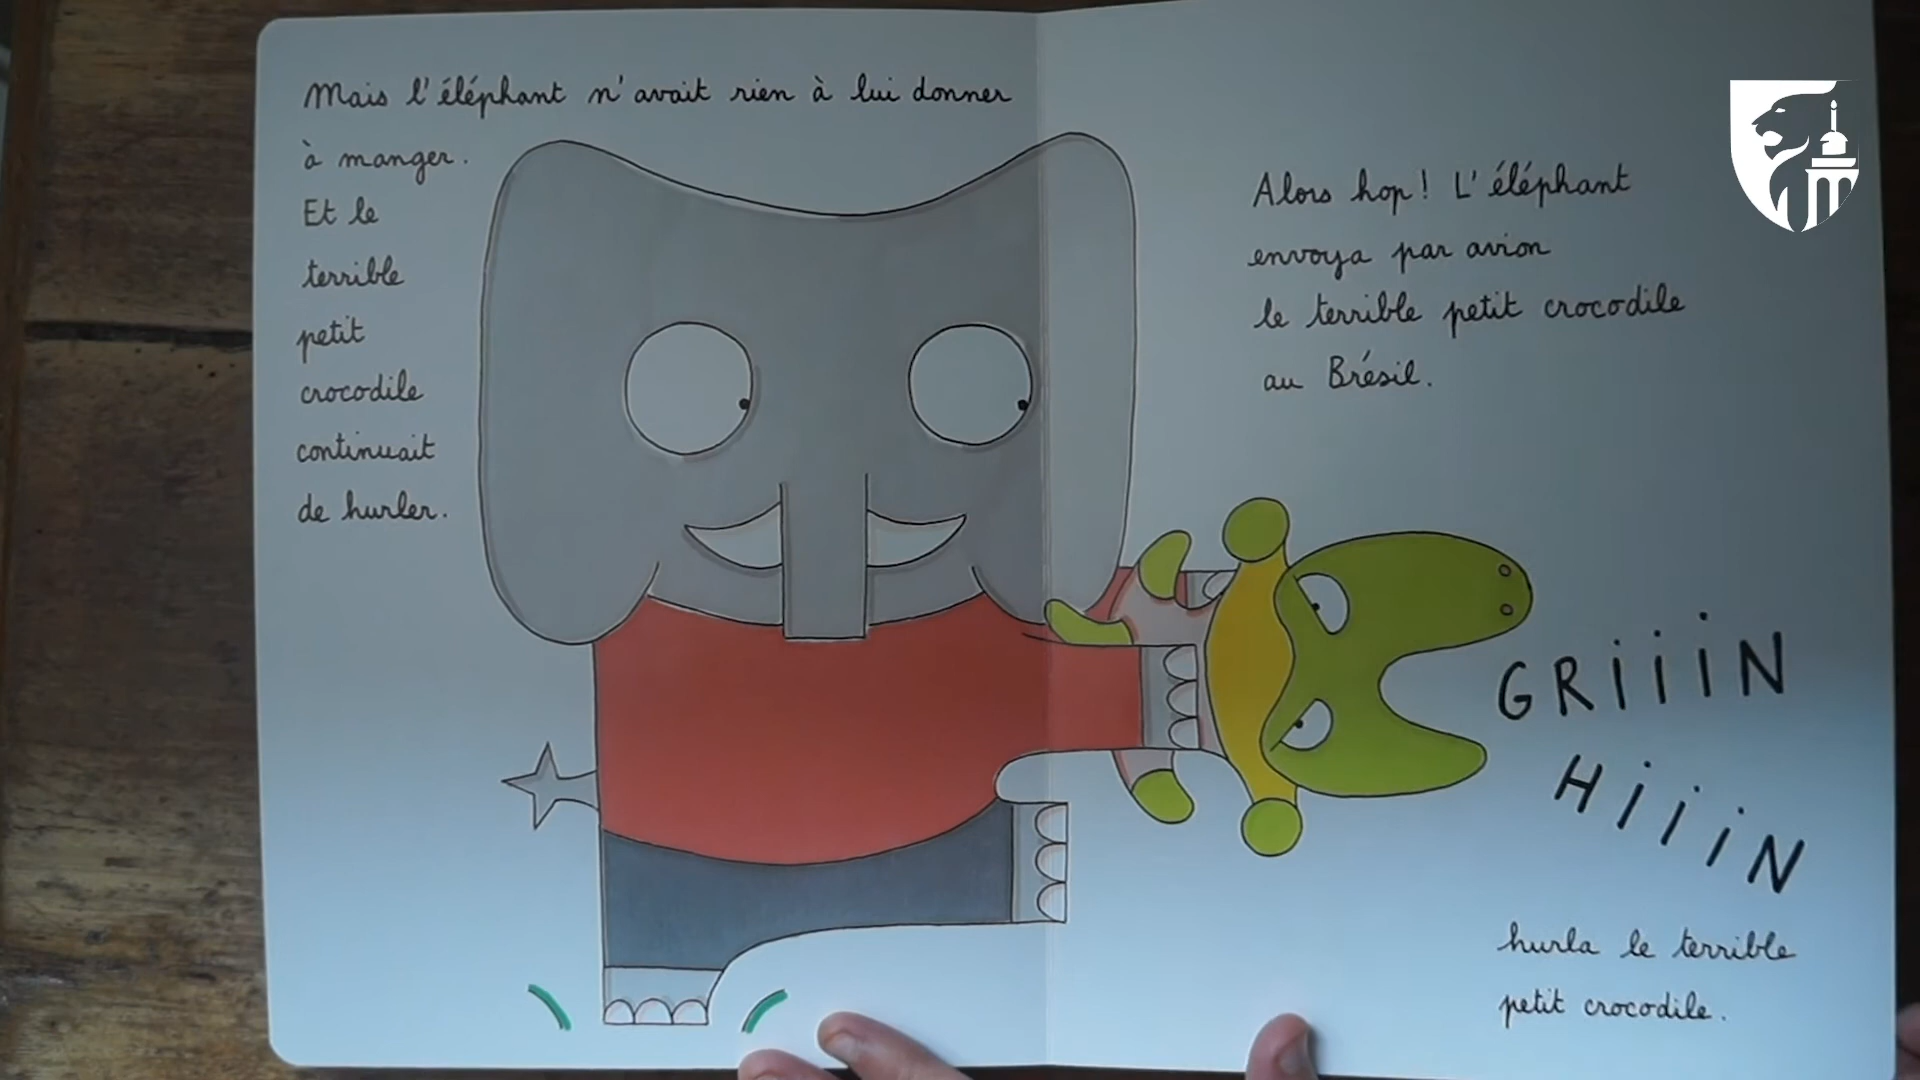 Mais l'éléphant n'avait rien à lui donner
à manger.
Et le
terrible
petit
crocodile
continuait
de hurler.
Alors hop! L'éléphant
envoya par avion
le terrible petit crocodile
au Brésil.
GRiiiN
HiiiN
hurla le terrible
petit crocodile.